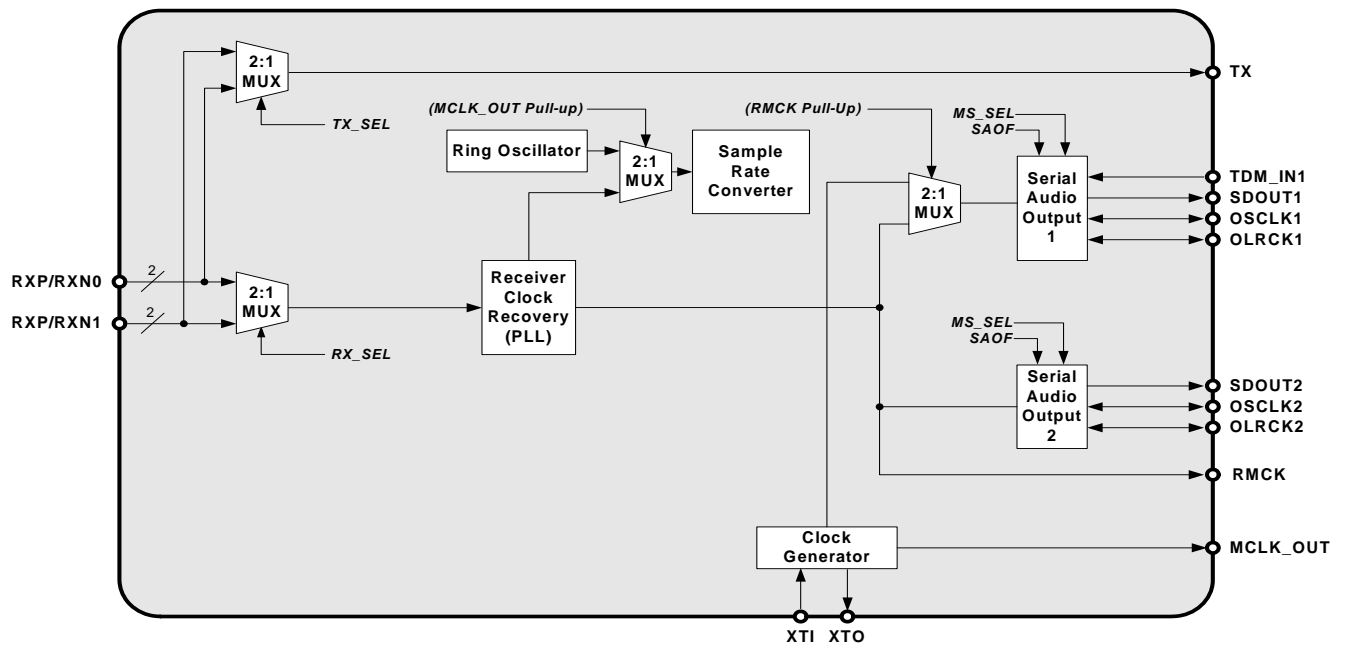 2:1
MUX
TX
TX_SEL
(MCLK_OUT Pull-up)
(RMCK Pull-Up)
MS_SEL
SAOF
Ring Oscillator
2:1
MUX
Sample
Rate
Converter
2:1
MUX
Serial
Audio
Output
1
TDM_IN1
SDOUT1
OSCLK1
OLRCK1
RXP/RXN0
2
RXP/RXN1
2
2:1
MUX
RX_SEL
Receiver
Clock
Recovery
(PLL)
MS_SEL
SAOF
Serial
Audio
Output
2
SDOUT2
OSCLK2
OLRCK2
RMCK
Clock
Generator
MCLK_OUT
XTI
XTO